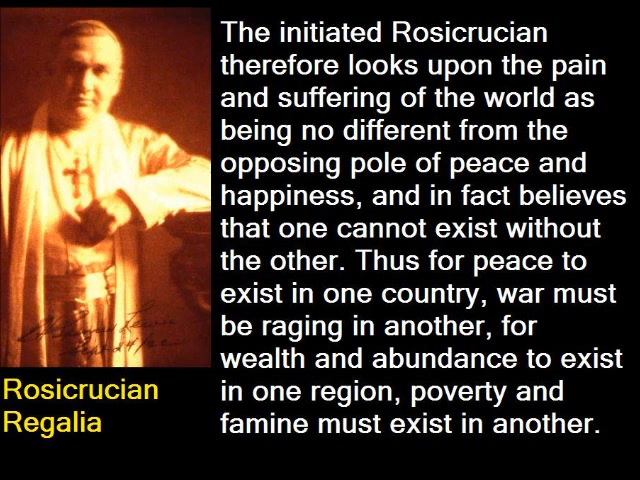 The initiated Rosicrucian
therefore looks upon the pain
and suffering of the world as
being no different from the
opposing pole of peace and
happiness, and in fact believes
that one cannot exist without
the other. Thus for peace to
exist in one country, war must
be raging in another, for
wealth and abundance to exist
in one region, poverty and
famine must exist in another.
Rosicrucian
Regalia